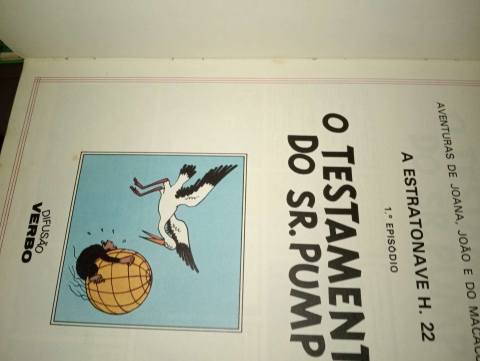 AVENTURAS DE JOANA, JOÃO E DO MACAC
A ESTRATONAVE H. 22
1.º EPISÓDIO
O TESTAMENT
DO SR. PUMP
DIFUSÃO
VERBO